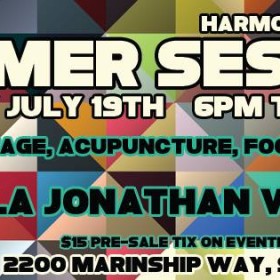 HARMO
MER SES
JULY 19TH 6PM T
AGE, ACUPUNCTURE, FOO
LA JONATHAN
$15 PRE-SALE TIX ON EVENT
2200 MARINSHIP WAY,